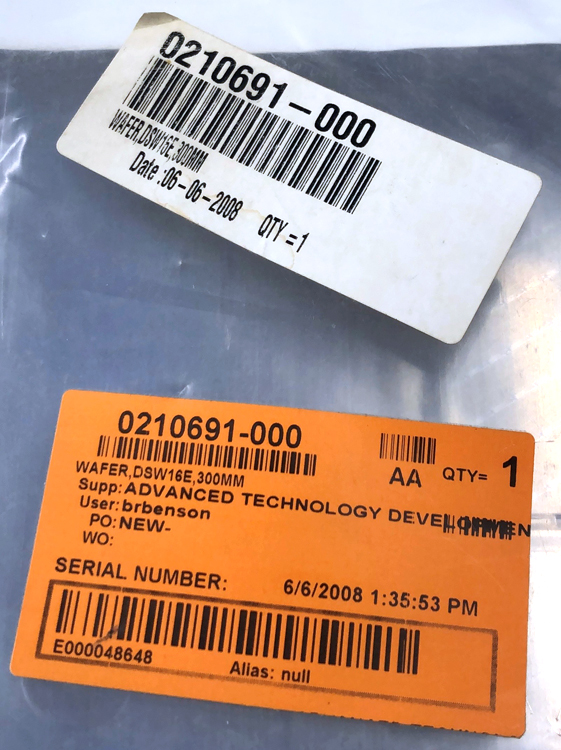 0210691-000
WAFER,DSW16E,300MM
Date :06-06-2008 QTY =1
0210691-000
AA QTY= 1
WAFER,DSW16E,300MM
Supp: ADVANCED TECHNOLOGY DEVELOPMEN
User: brbenson
PO: NEW-
WO:
SERIAL NUMBER: 6/6/2008 1:35:53 PM
E000048648 Alias: null